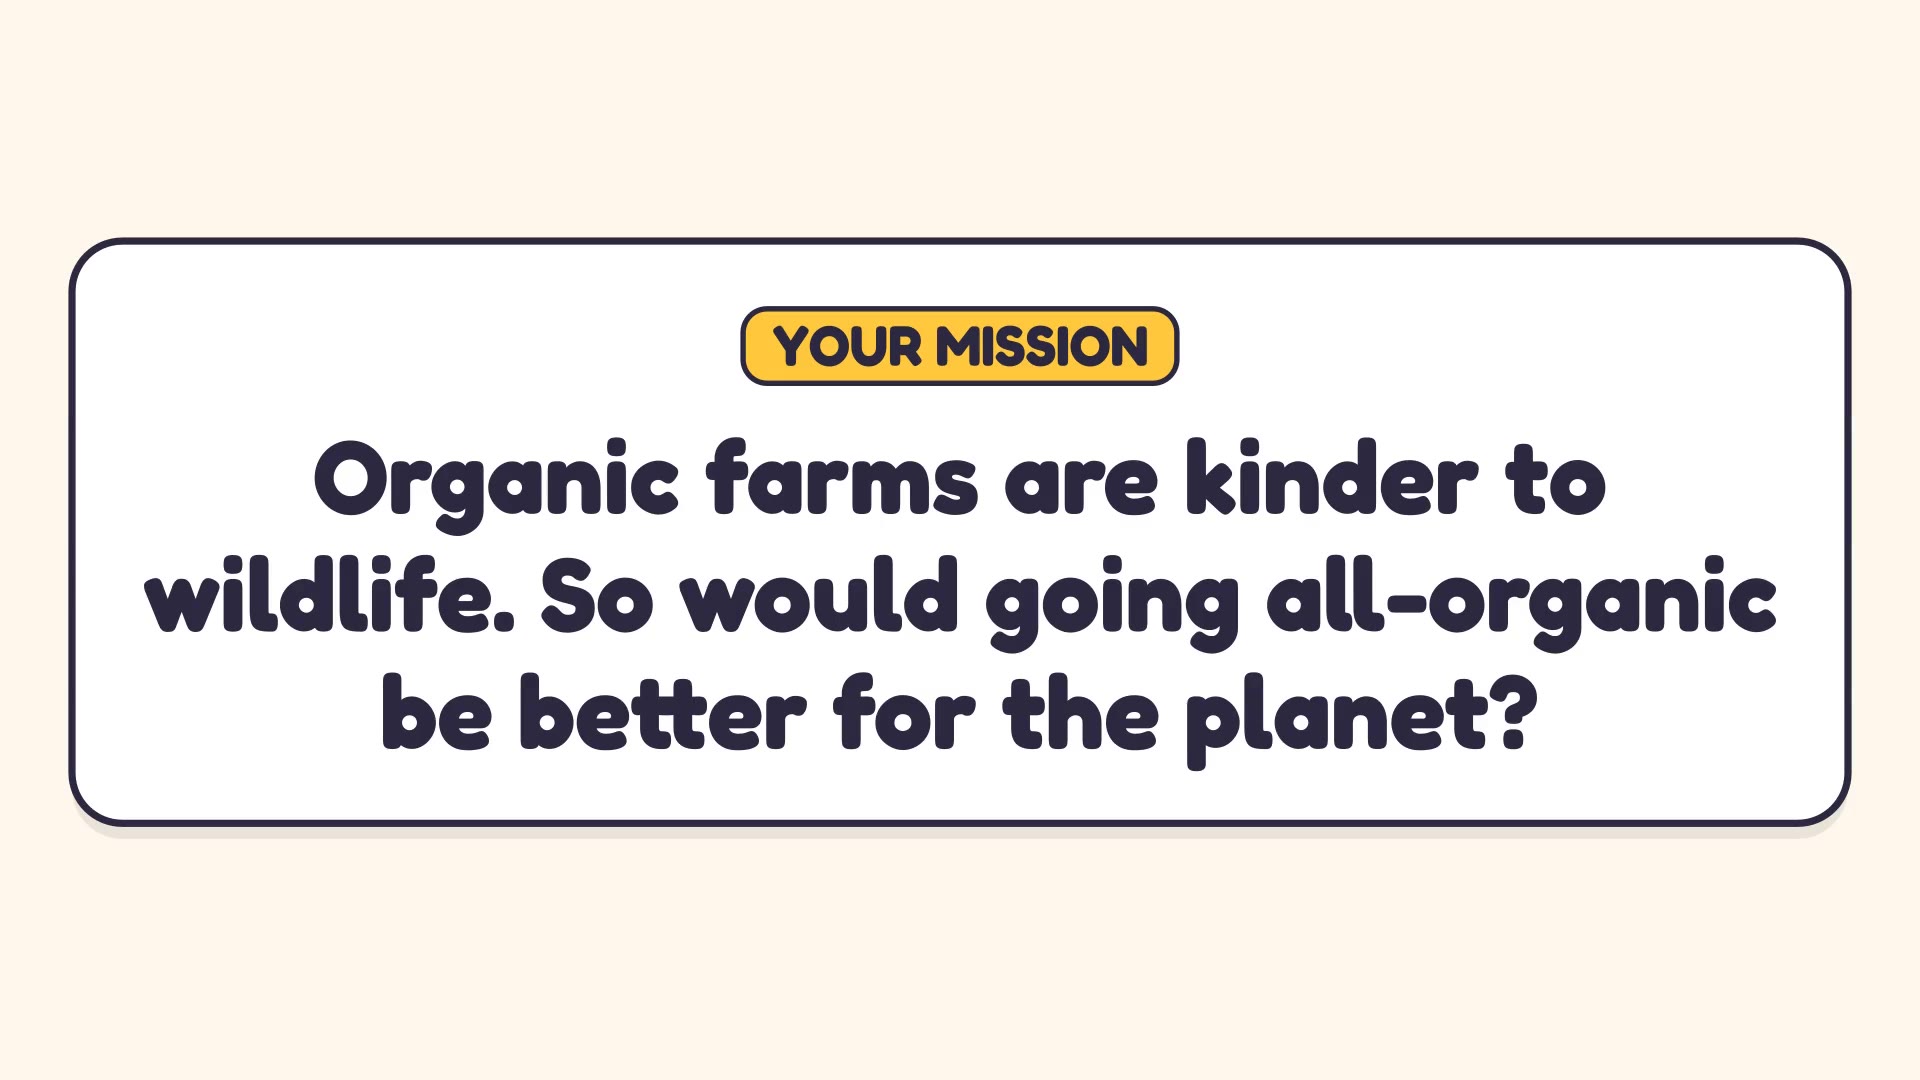 YOUR MISSION
Organic farms are kinder to
wildlife. So would going all-organic
be better for the planet?